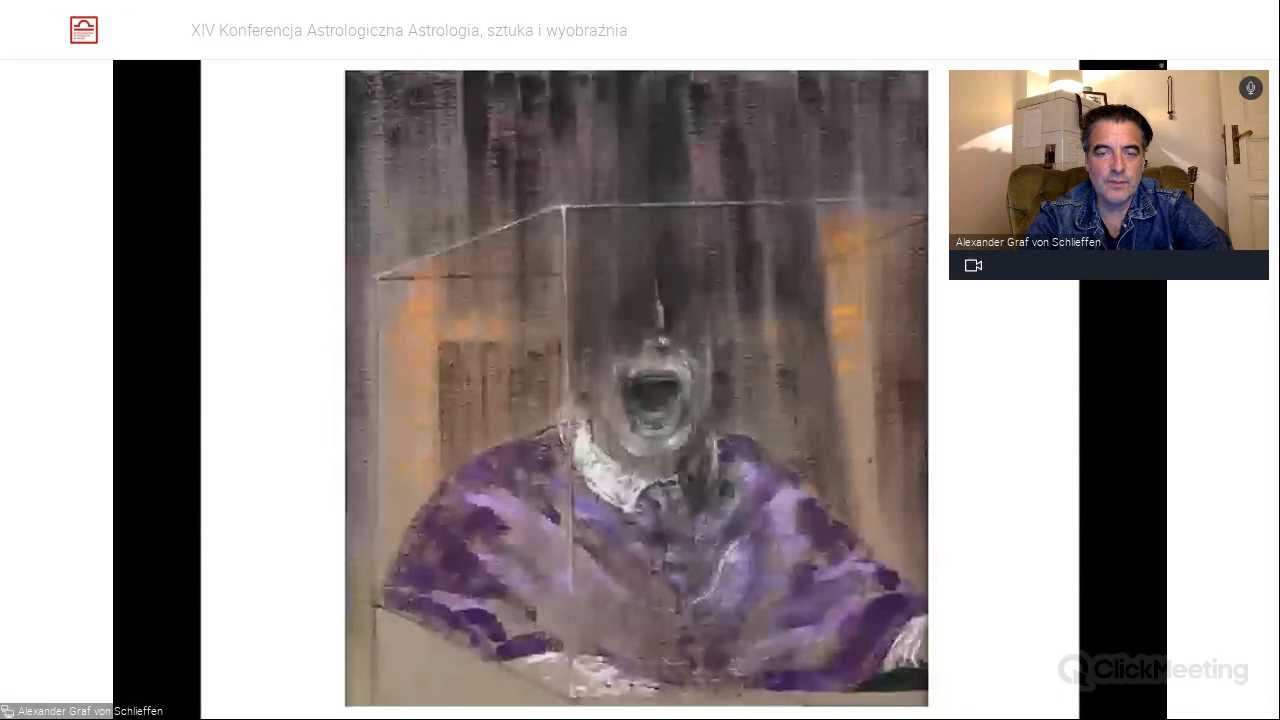 XIV Konferencja Astrologiczna Astrologia, sztuka i wyobraźnia
Alexander Graf von Schlieffen
ClickMeeting
Alexander Graf von Schlieffen